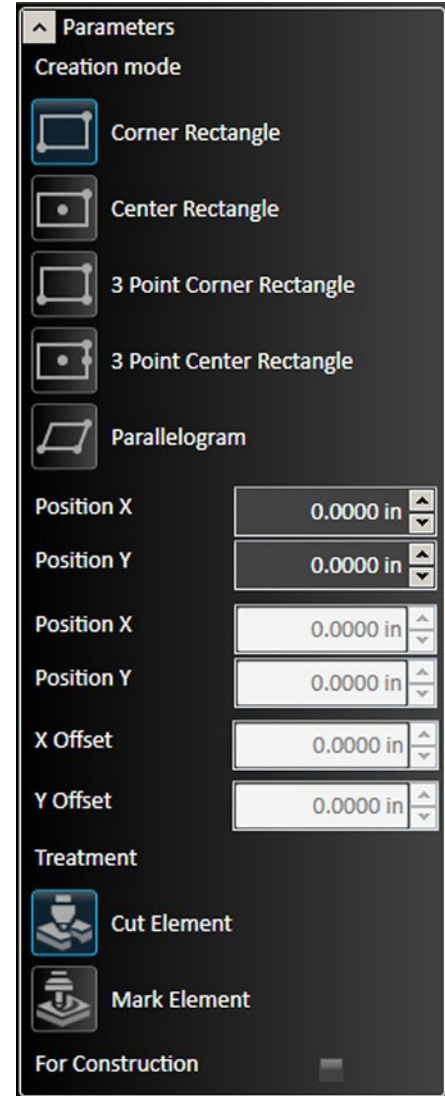 Parameters
Creation mode
Corner Rectangle
Center Rectangle
3 Point Corner Rectangle
3 Point Center Rectangle
Parallelogram
Position X 0.0000 in
Position Y 0.0000 in
Position X 0.0000 in
Position Y 0.0000 in
X Offset 0.0000 in
Y Offset 0.0000 in
Treatment
Cut Element
Mark Element
For Construction